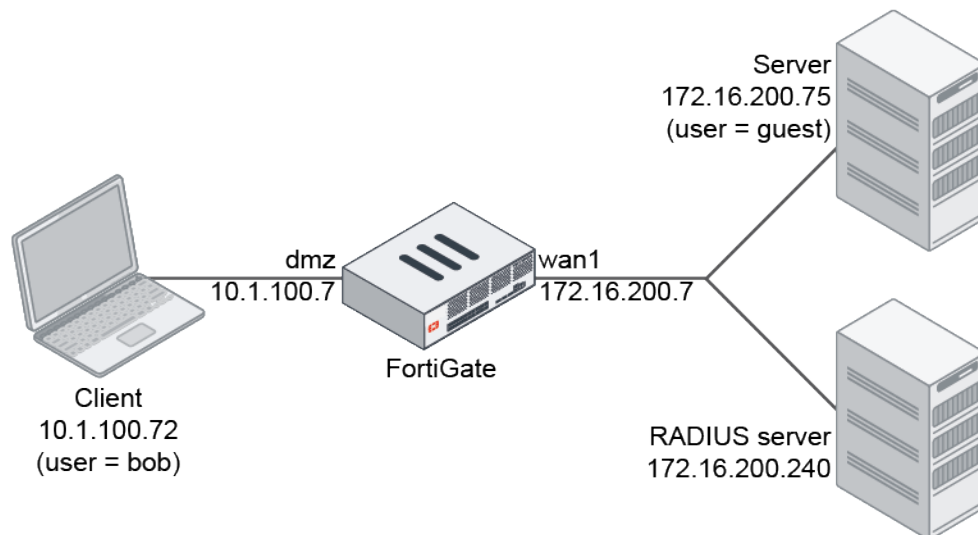 Server
172.16.200.75
(user = guest)
dmz
10.1.100.7
wan1
172.16.200.7
FortiGate
Client
10.1.100.72
(user = bob)
RADIUS server
172.16.200.240